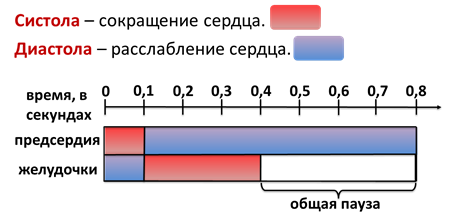 Систола – сокращение сердца.
Диастола – расслабление сердца.
время, в секундах
0 0,1 0,2 0,3 0,4 0,5 0,6 0,7 0,8
предсердия
желудочки
общая пауза